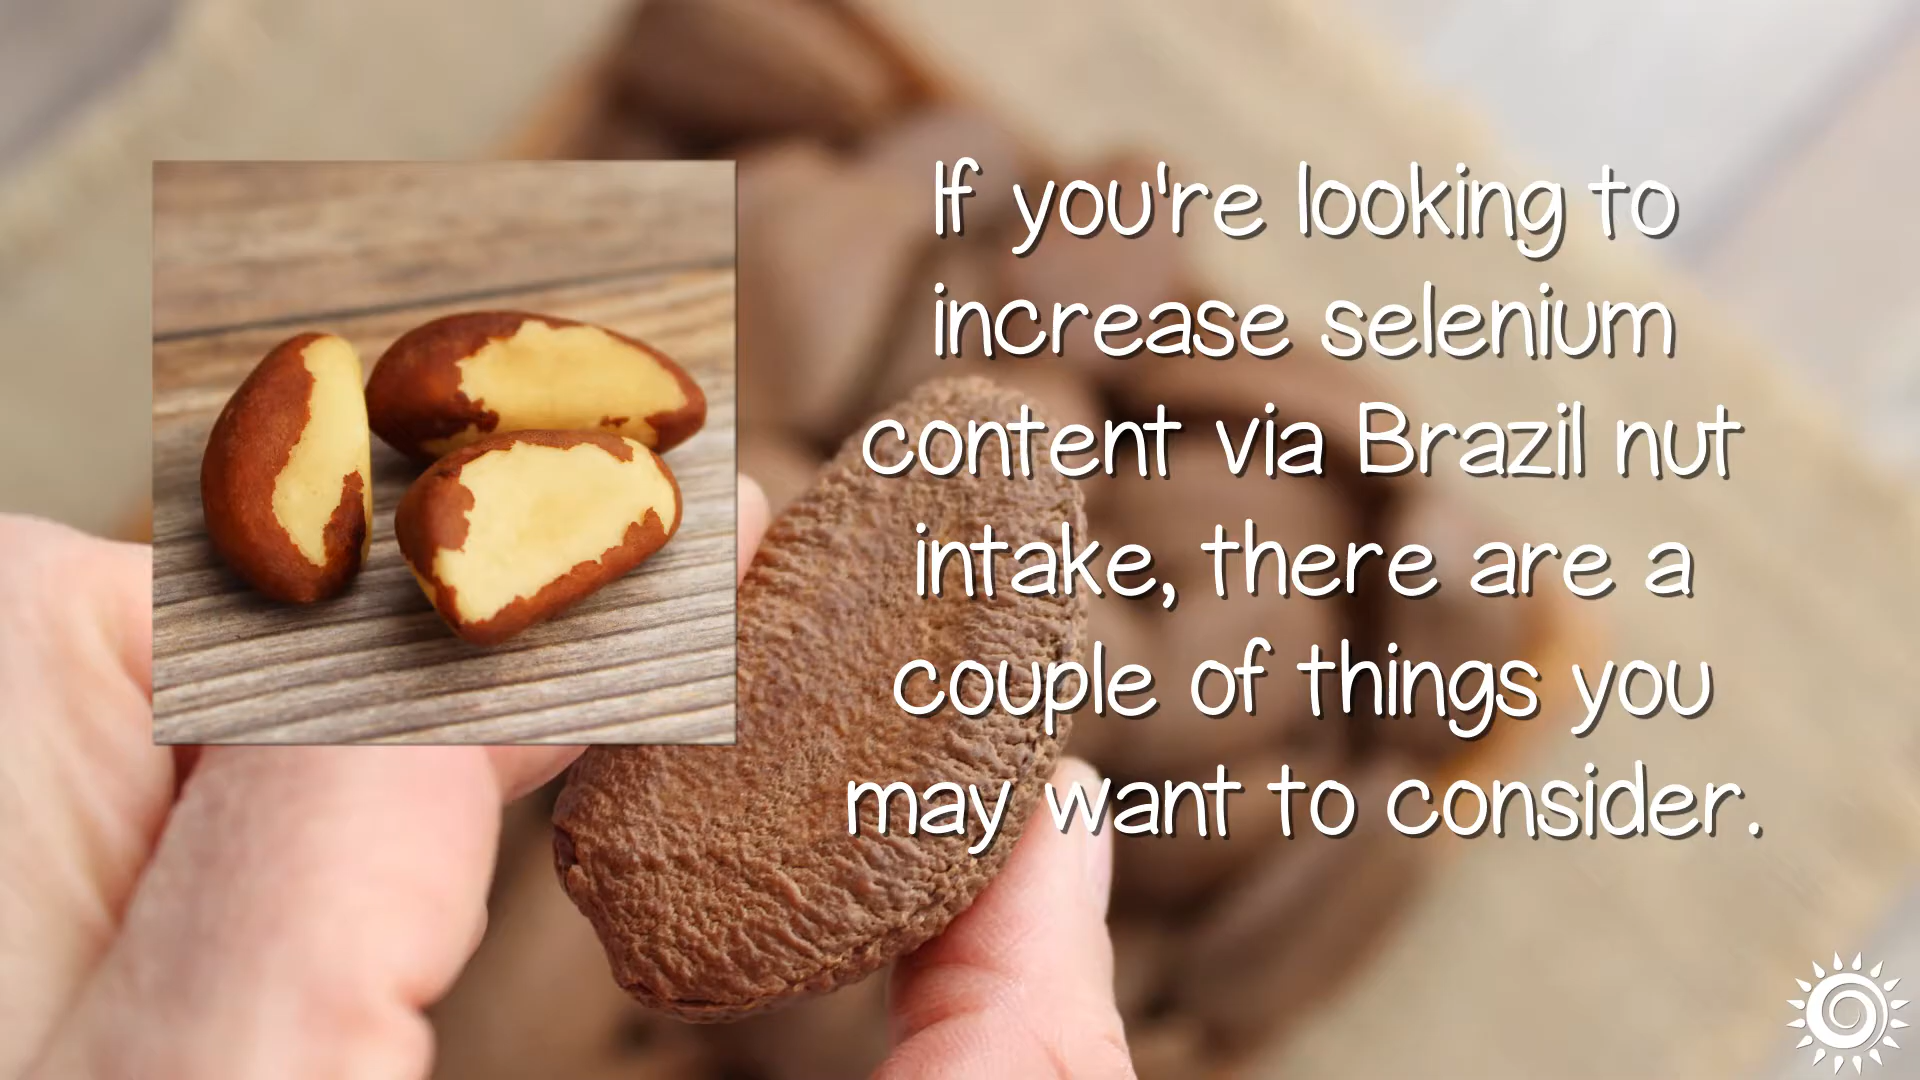 If you're looking to
increase selenium
content via Brazil nut
intake, there are a
couple of things you
may want to consider.